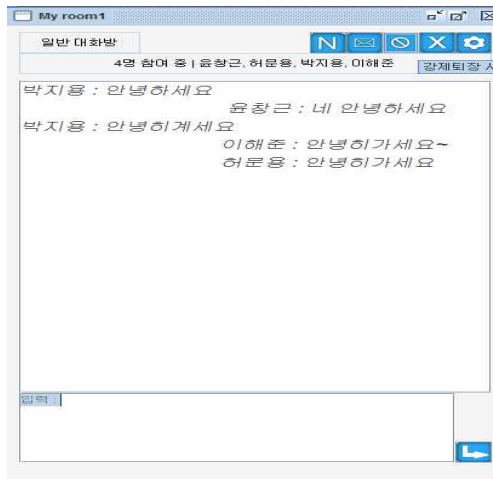 My room1
일반 대화방
N
4명 참여 중 | 윤창근, 허문용, 박지용, 이해준
강제퇴장 사
박지용 : 안녕하세요
윤창근 : 네 안녕하세요
박지용 : 안녕히계세요
이해준 : 안녕히가세요~
허문용 : 안녕히가세요
입력 :